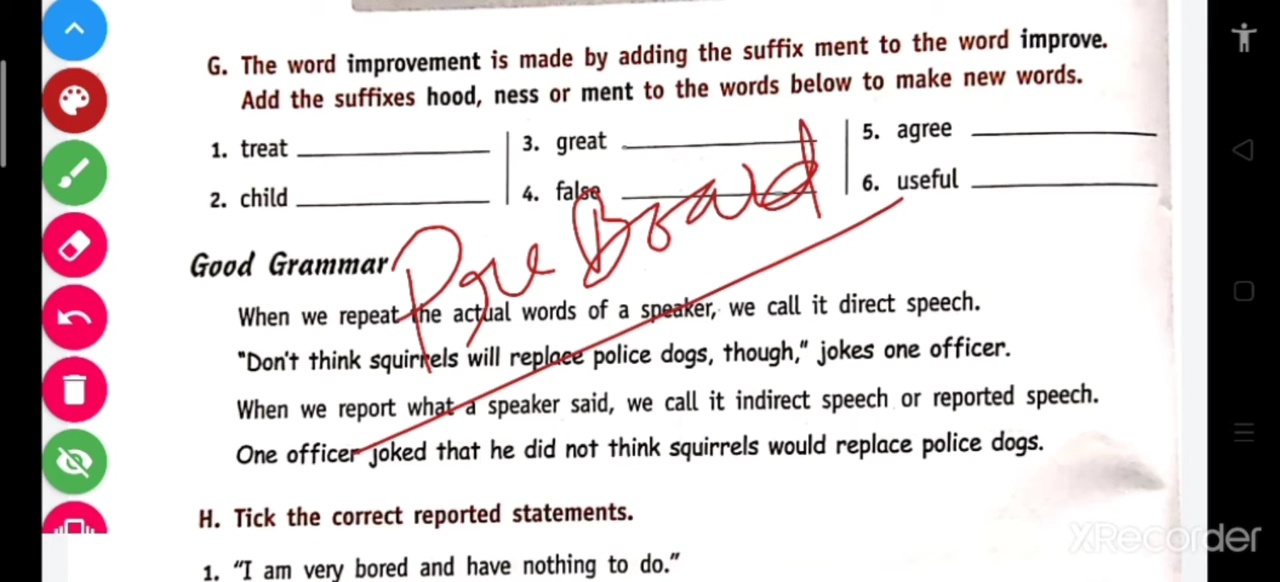 G. The word improvement is made by adding the suffix ment to the word improve.
Add the suffixes hood, ness or ment to the words below to make new words.
1. treat
3. great
5. agree
2. child
4. false
6. useful
Pre Board
Good Grammar
When we repeat the actual words of a speaker, we call it direct speech.
"Don't think squirrels will replace police dogs, though," jokes one officer.
When we report what a speaker said, we call it indirect speech or reported speech.
One officer joked that he did not think squirrels would replace police dogs.
H. Tick the correct reported statements.
1. "I am very bored and have nothing to do."
XRecorder